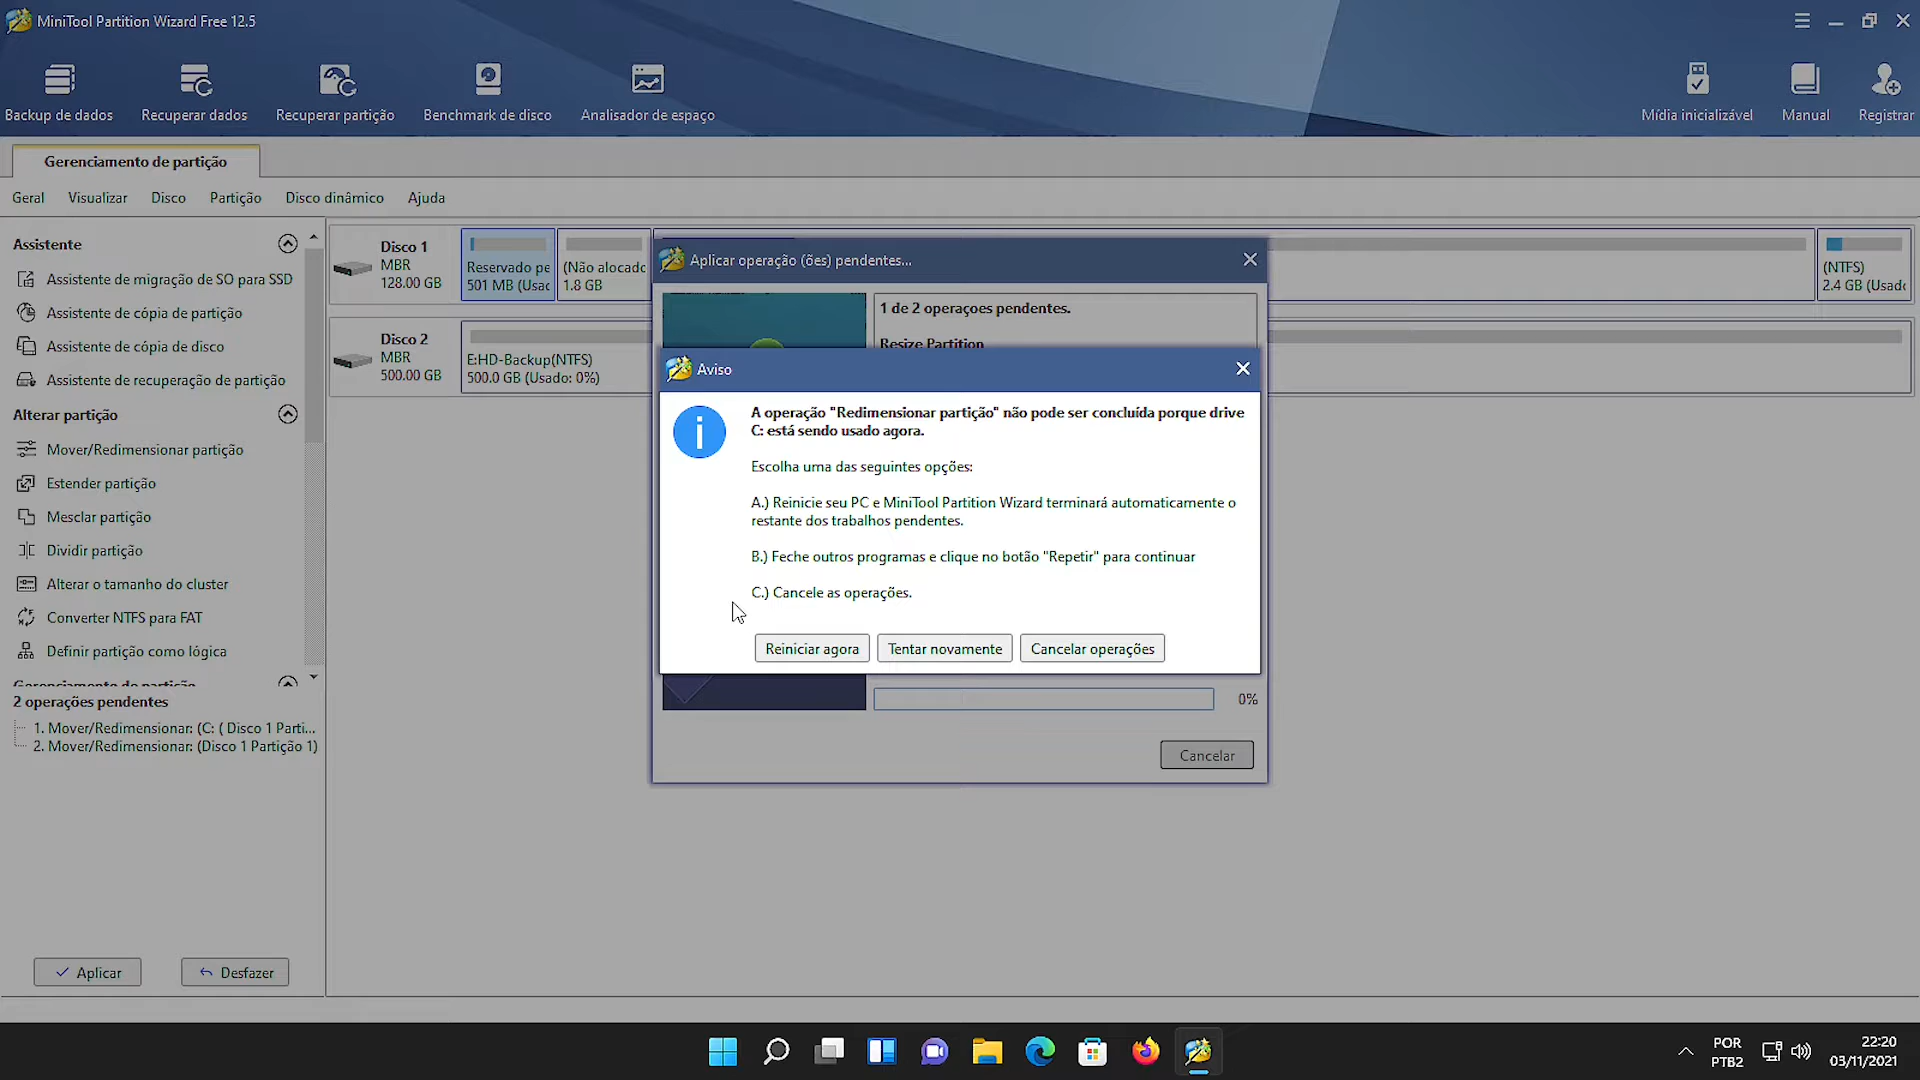 MiniTool Partition Wizard Free 12.5
Backup de dados
Recuperar dados
Recuperar partição
Benchmark de disco
Analisador de espaço
Mídia inicializável
Manual
Registrar
Gerenciamento de partição
Geral
Visualizar
Disco
Partição
Disco dinâmico
Ajuda
Assistente
Assistente de migração de SO para SSD
Assistente de cópia de partição
Assistente de cópia de disco
Assistente de recuperação de partição
Alterar partição
Mover/Redimensionar partição
Estender partição
Mesclar partição
Dividir partição
Alterar o tamanho do cluster
Converter NTFS para FAT
Definir partição como lógica
Gerenciamento de partição
2 operações pendentes
1. Mover/Redimensionar: (C: ( Disco 1 Parti...
2. Mover/Redimensionar: (Disco 1 Partição 1)
Aplicar
Desfazer
Disco 1
MBR
128.00 GB
Reservado pe
501 MB (Usac
(Não alocado
1.8 GB
(NTFS)
2.4 GB (Usado
Disco 2
MBR
500.00 GB
E:HD-Backup(NTFS)
500.0 GB (Usado: 0%)
Aplicar operação (ões) pendentes...
1 de 2 operaçoes pendentes.
Resize Partition
Aviso
A operação "Redimensionar partição" não pode ser concluída porque drive
C: está sendo usado agora.
Escolha uma das seguintes opções:
A.) Reinicie seu PC e MiniTool Partition Wizard terminará automaticamente o
restante dos trabalhos pendentes.
B.) Feche outros programas e clique no botão "Repetir" para continuar
C.) Cancele as operações.
Reiniciar agora
Tentar novamente
Cancelar operações
0%
Cancelar
POR
PTB2
22:20
03/11/2021